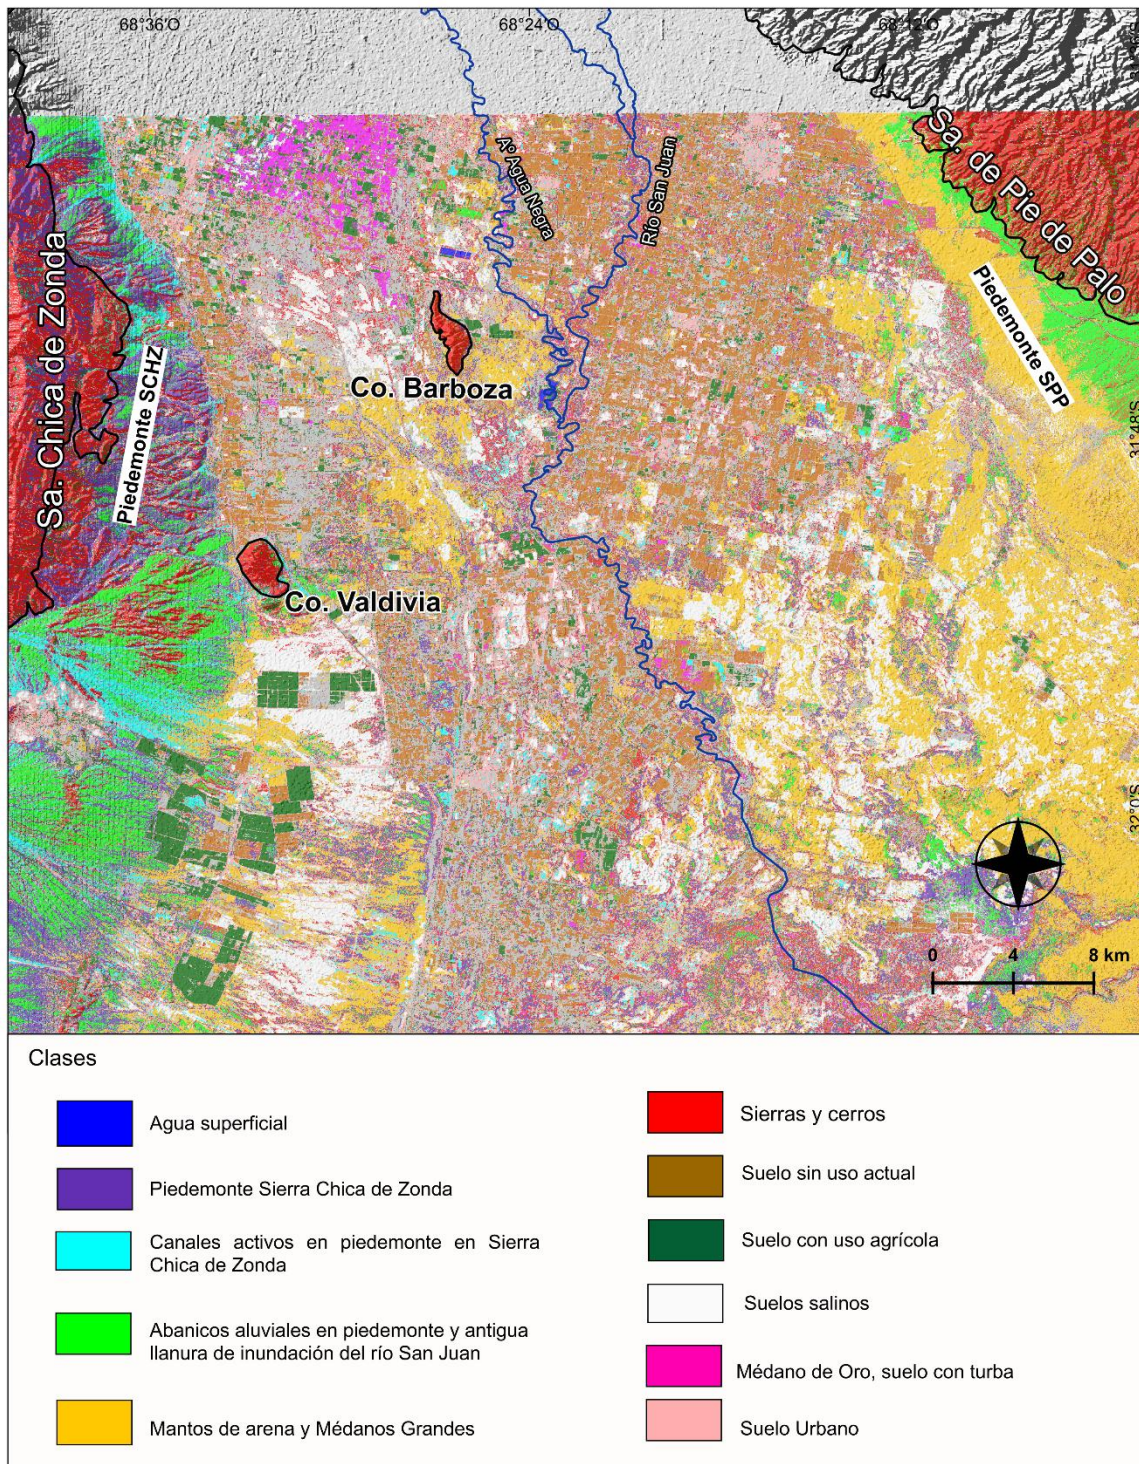 68°36'O
68°24'O
68°12'O
Aº Agua Negra
Río San Juan
Sa. de Pie de Palo
Sa. Chica de Zonda
Piedemonte SCHZ
Piedemonte SPP
Co. Barboza
31°48'S
Co. Valdivia
32°0'S
0 4 8 km
Clases
Agua superficial
Piedemonte Sierra Chica de Zonda
Canales activos en piedemonte en Sierra
Chica de Zonda
Abanicos aluviales en piedemonte y antigua
llanura de inundación del río San Juan
Mantos de arena y Médanos Grandes
Sierras y cerros
Suelo sin uso actual
Suelo con uso agrícola
Suelos salinos
Médano de Oro, suelo con turba
Suelo Urbano